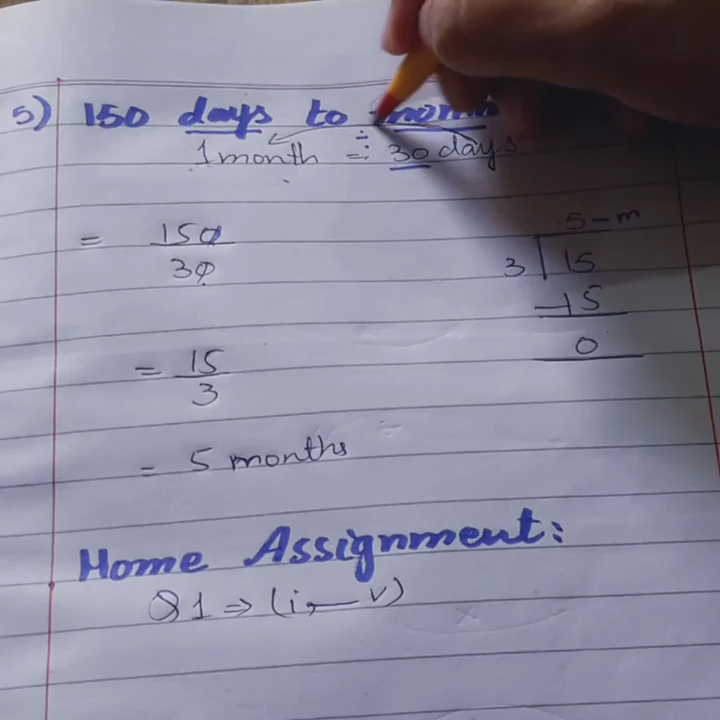 5) 150 days to
1 month = 30 days
÷
= 150/30
= 15/3
= 5 months
5 - m
3 15
-15
0
Home Assignment:
Q1 ⇒ (i, — v)